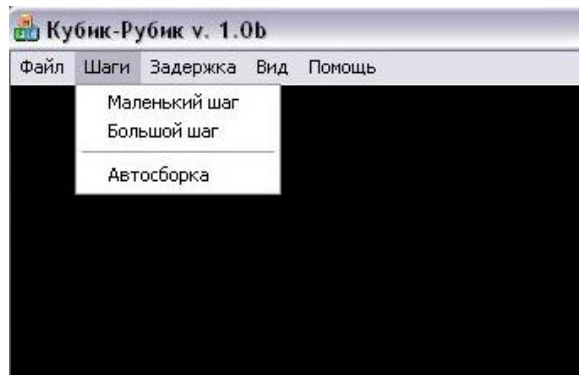 Кубик-Рубик v. 1.0b
Файл Шаги Задержка Вид Помощь
Маленький шаг
Большой шаг
Автосборка